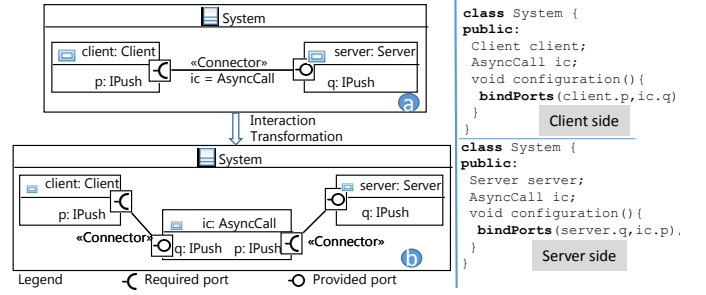 System
client: Client
p: IPush
«Connector»
ic = AsyncCall
server: Server
q: IPush
a
Interaction
Transformation
System
client: Client
p: IPush
«Connector»
ic: AsyncCall
q: IPush p: IPush
«Connector»
server: Server
q: IPush
b
Legend
Required port
Provided port
class System {
public:
Client client;
AsyncCall ic;
void configuration(){
bindPorts(client.p,ic.q)
}
}
Client side
class System {
public:
Server server;
AsyncCall ic;
void configuration(){
bindPorts(server.q,ic.p),
}
}
Server side